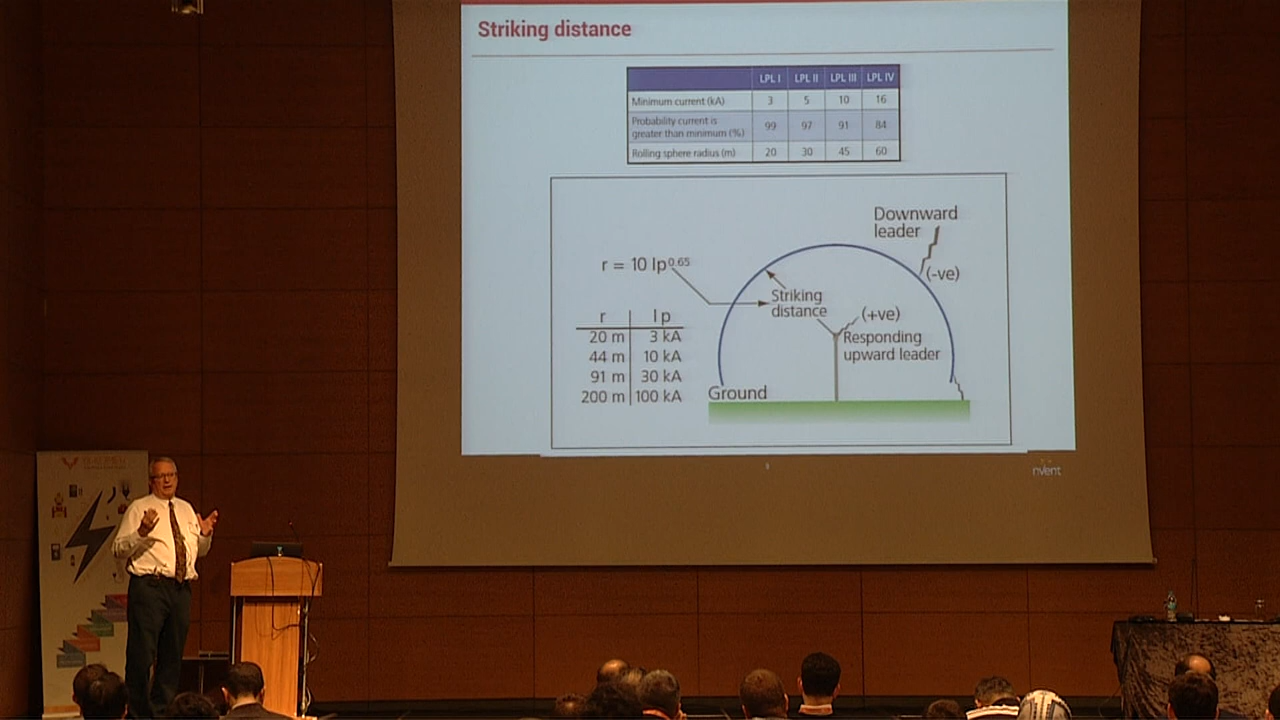 Striking distance
LPL I LPL II LPL III LPL IV
Minimum current (kA) 3 5 10 16
Probability current is
greater than minimum (%) 99 97 91 84
Rolling sphere radius (m) 20 30 45 60
Downward
leader
(-ve)
r = 10 Ip^0.65
Striking
distance
(+ve)
Responding
upward leader
r Ip
20 m 3 kA
44 m 10 kA
91 m 30 kA
200 m 100 kA
Ground
nvent